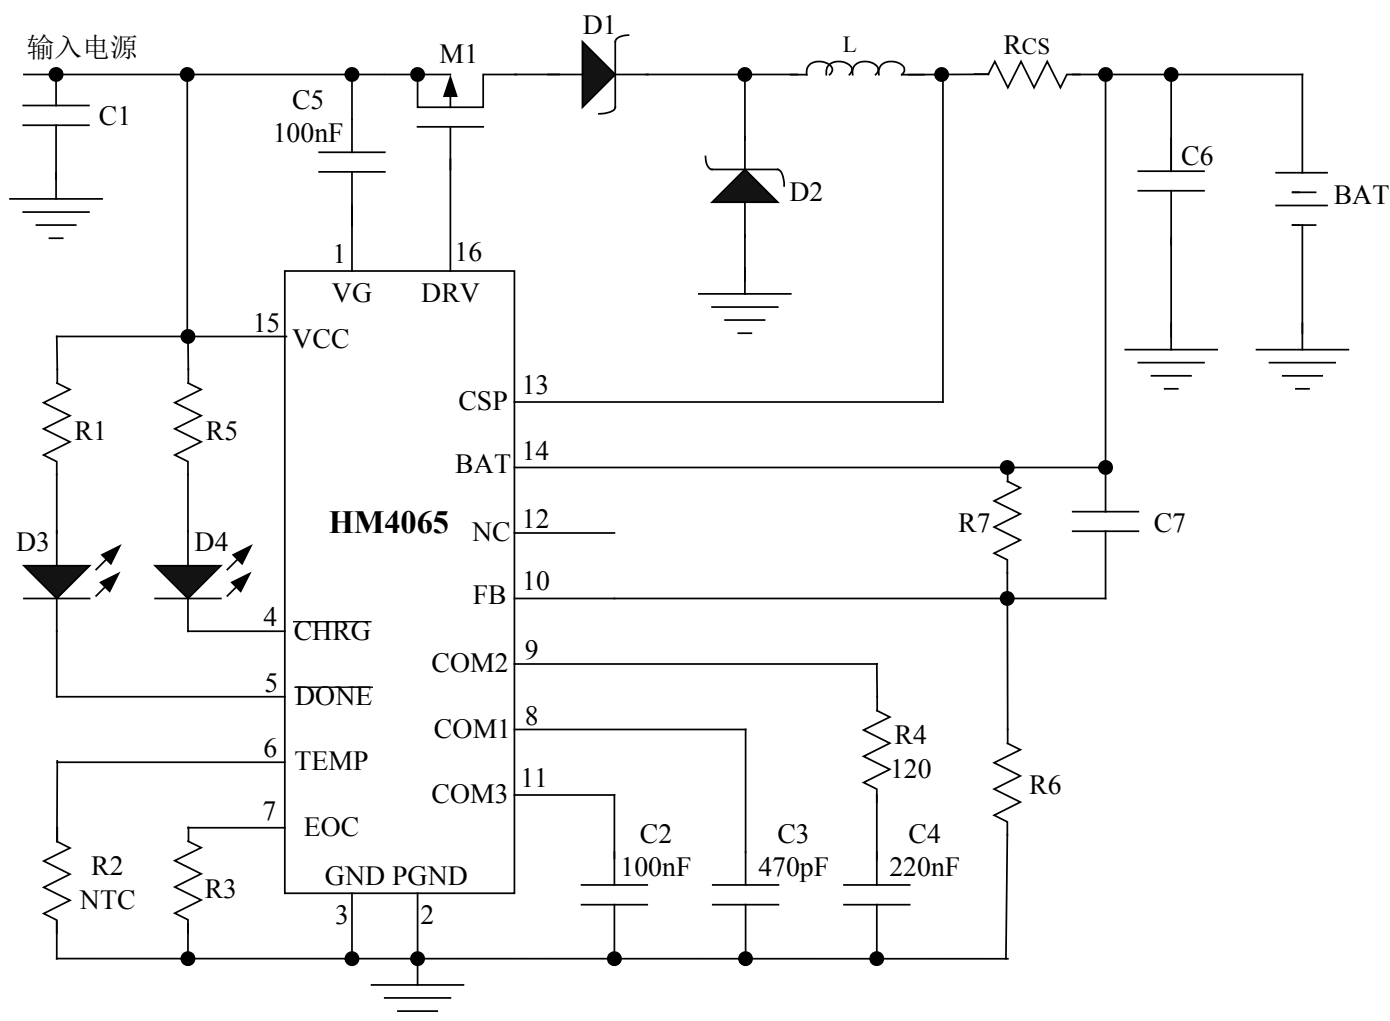 输入电源
M1
D1
L
RCS
C5
100nF
C1
C6
D2
BAT
1
16
VG
DRV
15
VCC
13
CSP
R1
R5
14
BAT
HM4065
12
NC
R7
C7
D3
D4
10
FB
4
CHRG
9
COM2
5
DONE
8
COM1
R4
120
6
TEMP
11
COM3
R6
7
EOC
C2
100nF
C3
470pF
C4
220nF
R2
NTC
R3
GND PGND
3
2